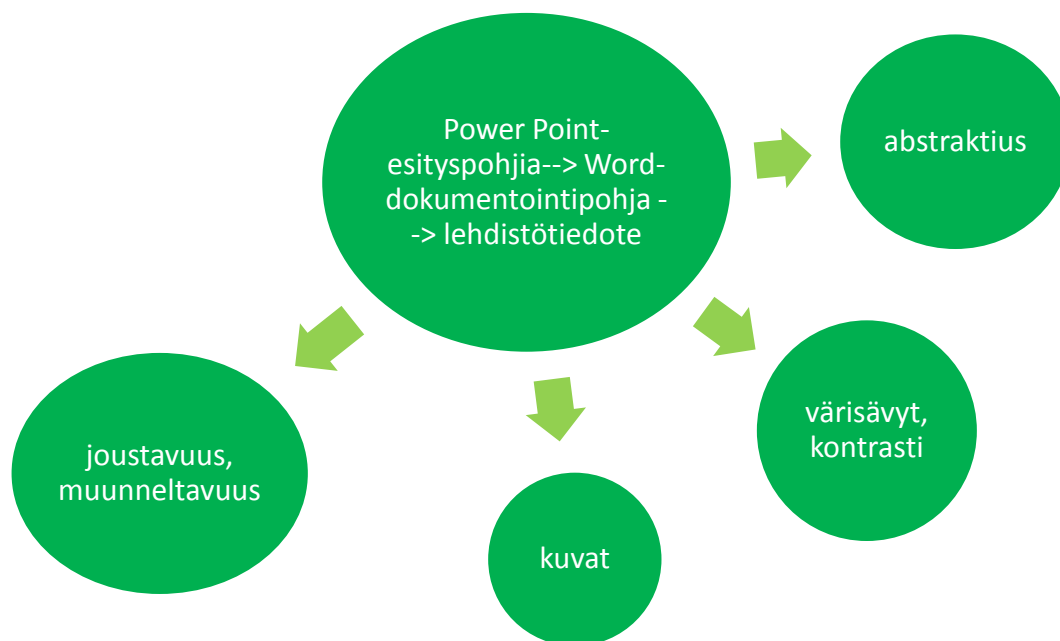 Power Point-
esityspohjia--> Word-
dokumentointipohja -
-> lehdistötiedote
abstraktius
värisävyt,
kontrasti
kuvat
joustavuus,
muunneltavuus